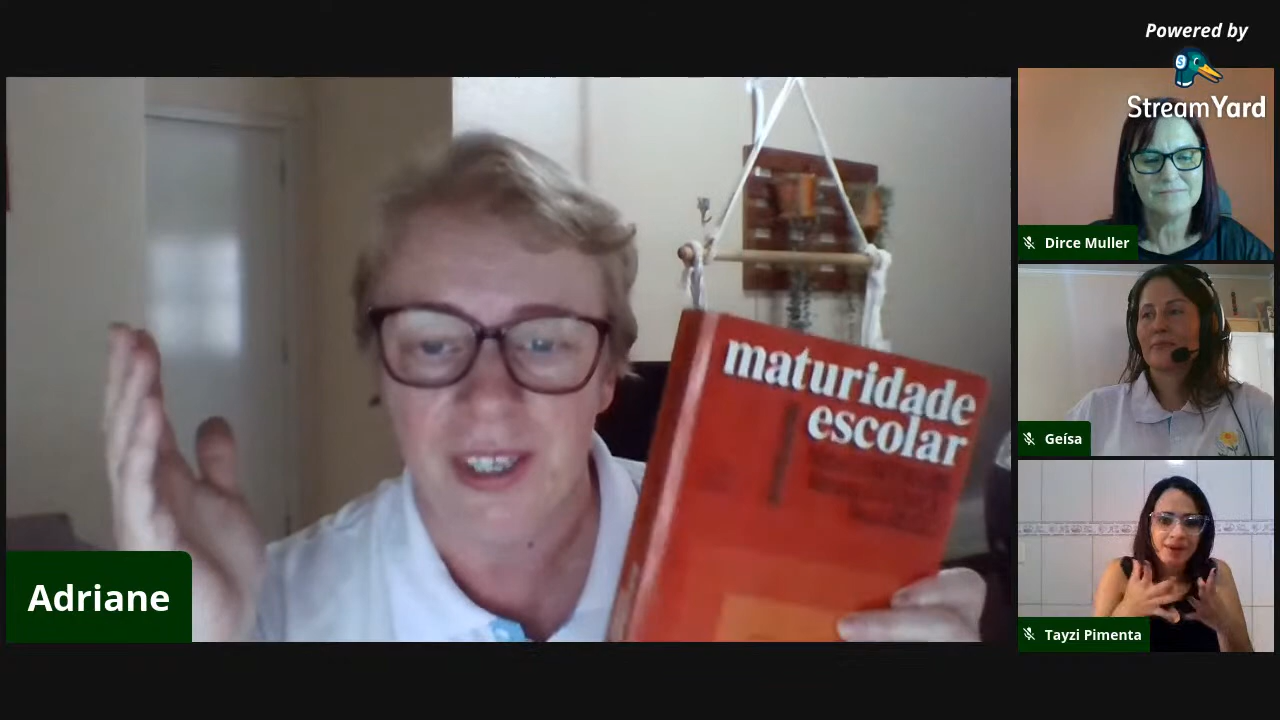 Powered by
StreamYard
maturidade
escolar
Adriane
Dirce Muller
Geísa
Tayzi Pimenta